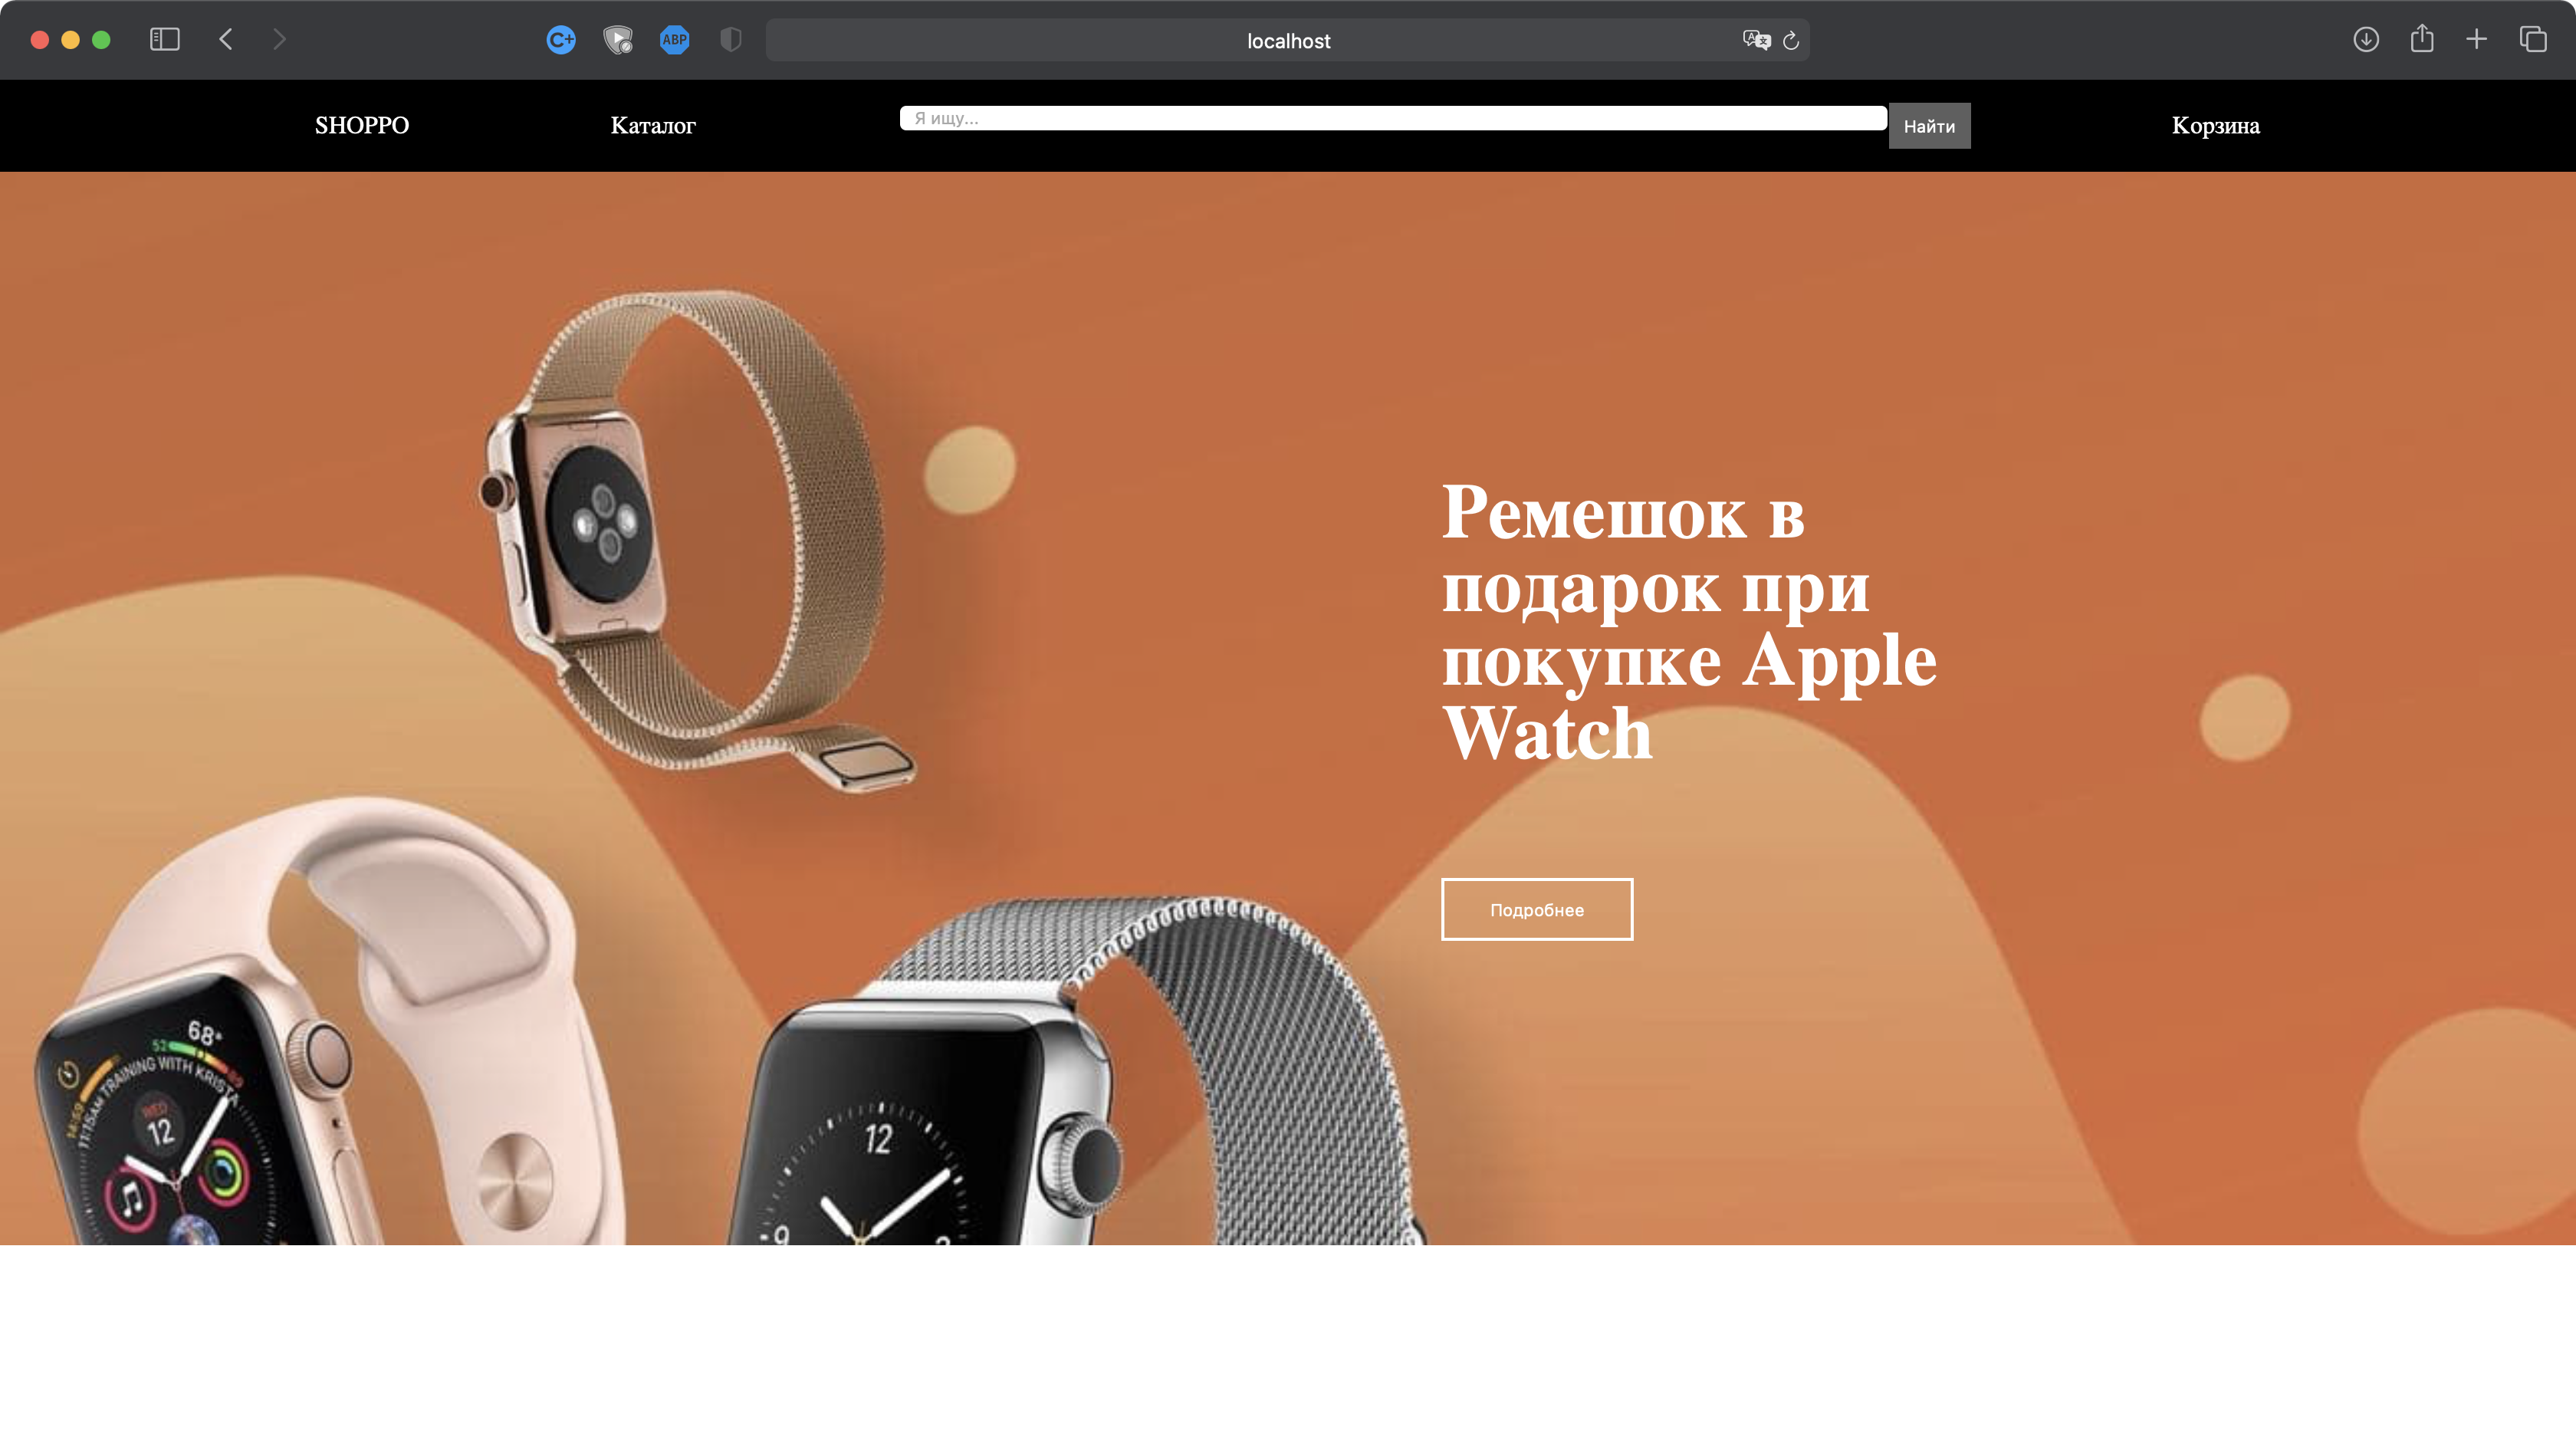 ABP
localhost
SHOPPO
Каталог
Я ищу...
Найти
Корзина
Ремешок в
подарок при
покупке Apple
Watch
Подробнее
68°
52
89
11:15AM TRAINING WITH KRISTA
WED
12
12
9